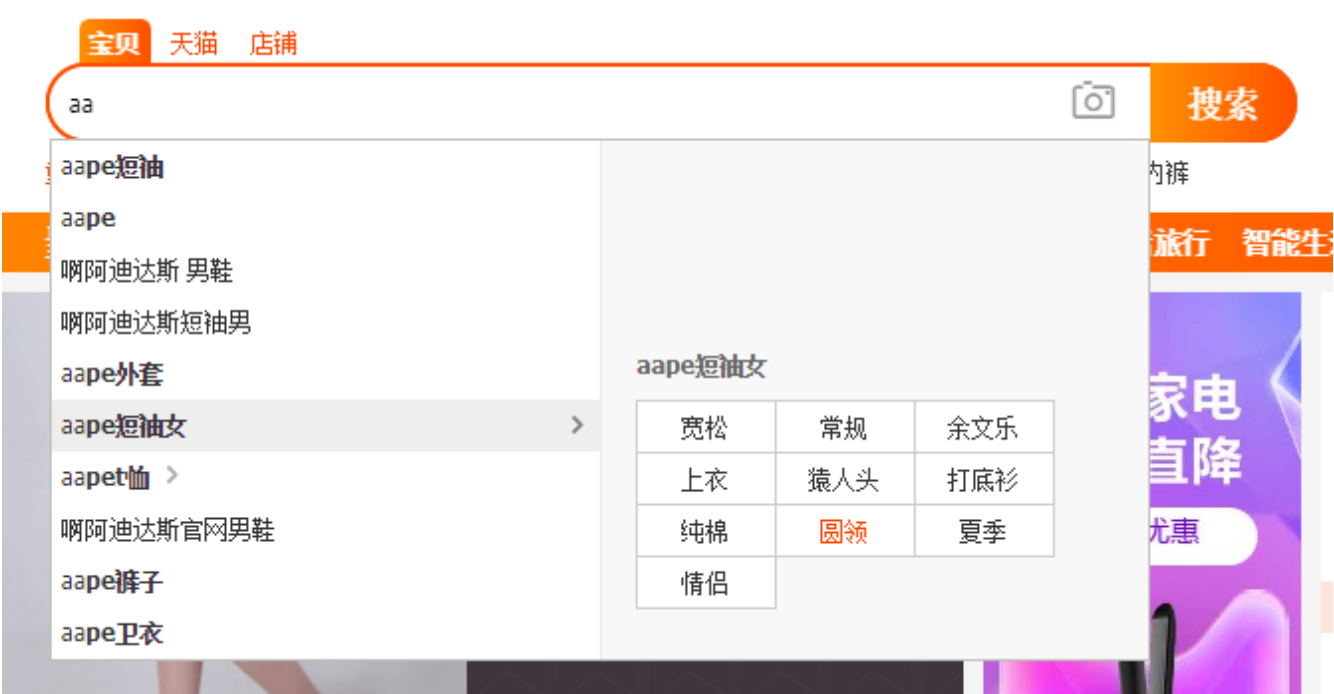 宝贝 天猫 店铺
aa 搜索
aape短袖
内裤
aape
旅行 智能生
啊阿迪达斯 男鞋
啊阿迪达斯短袖男
aape外套
aape短袖女
家电
aape短袖女
宽松 常规 余文乐
直降
aapet恤
上衣 猿人头 打底衫
啊阿迪达斯官网男鞋
纯棉 圆领 夏季
优惠
aape裤子
情侣
aape卫衣